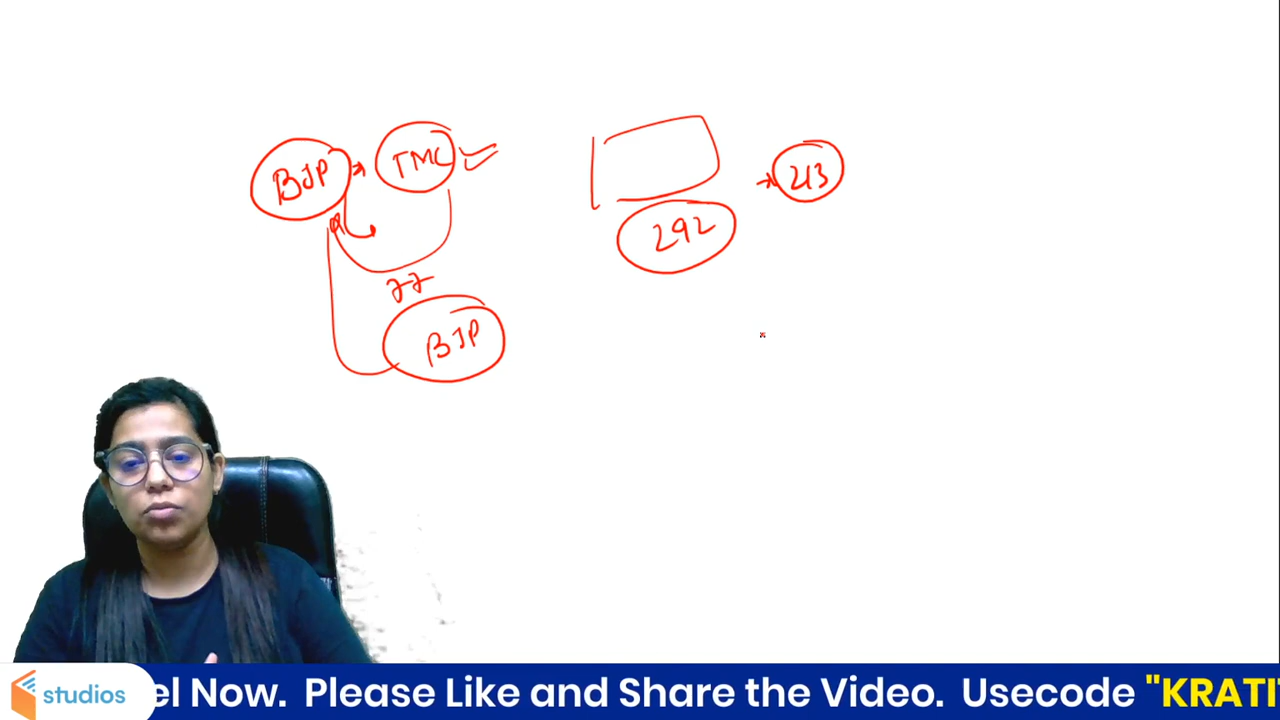 BJP → TMC
213
292
77
BJP
studios
el Now. Please Like and Share the Video. Usecode "KRATI